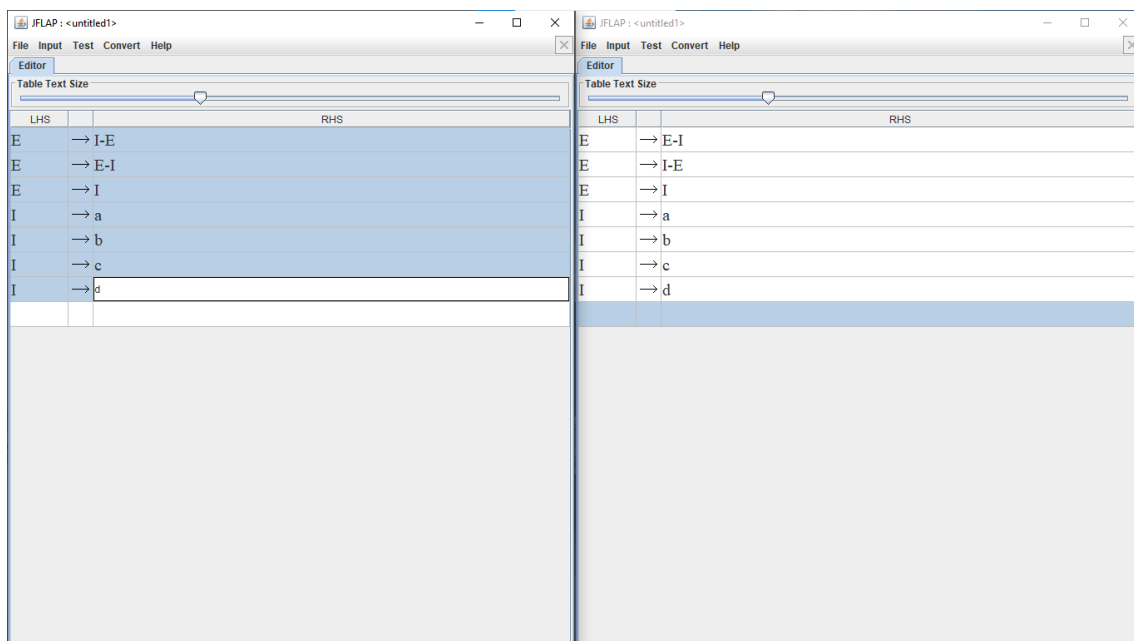 JFLAP : <untitled1>
File Input Test Convert Help
Editor
Table Text Size
LHS RHS
E → I-E
E → E-I
E → I
I → a
I → b
I → c
I → d
JFLAP : <untitled1>
File Input Test Convert Help
Editor
Table Text Size
LHS RHS
E → E-I
E → I-E
E → I
I → a
I → b
I → c
I → d